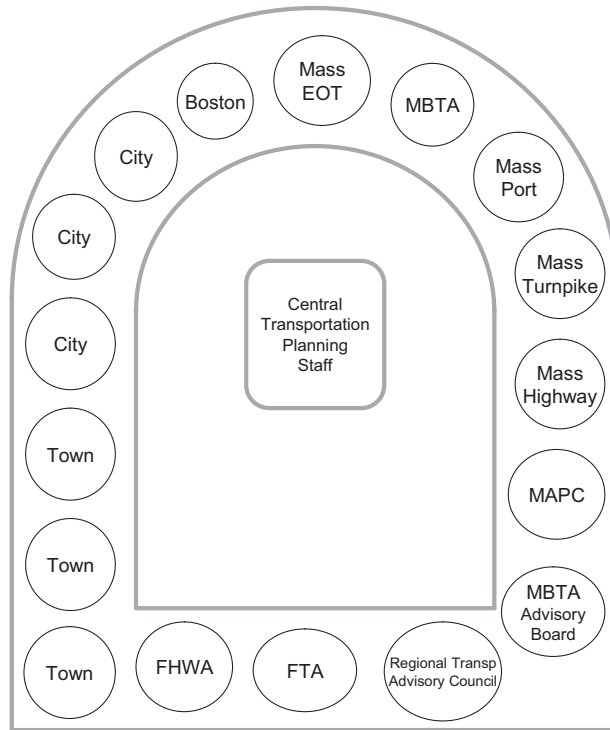 Mass
EOT
Boston
MBTA
City
Mass
Port
City
Mass
Turnpike
Central
Transportation
Planning
Staff
City
Mass
Highway
Town
MAPC
Town
MBTA
Advisory
Board
Town
FHWA
FTA
Regional Transp
Advisory Council